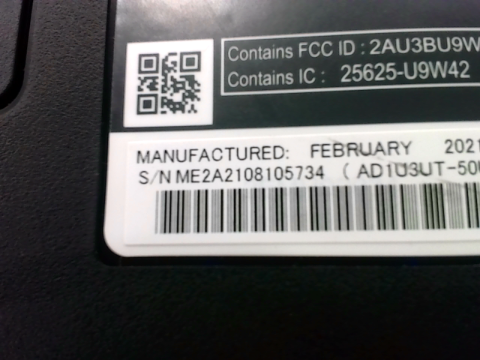 Contains FCC ID : 2AU3BU9W
Contains IC : 25625-U9W42
MANUFACTURED: FEBRUARY 2021
S/N ME2A2108105734 ( AD1U3UT-50